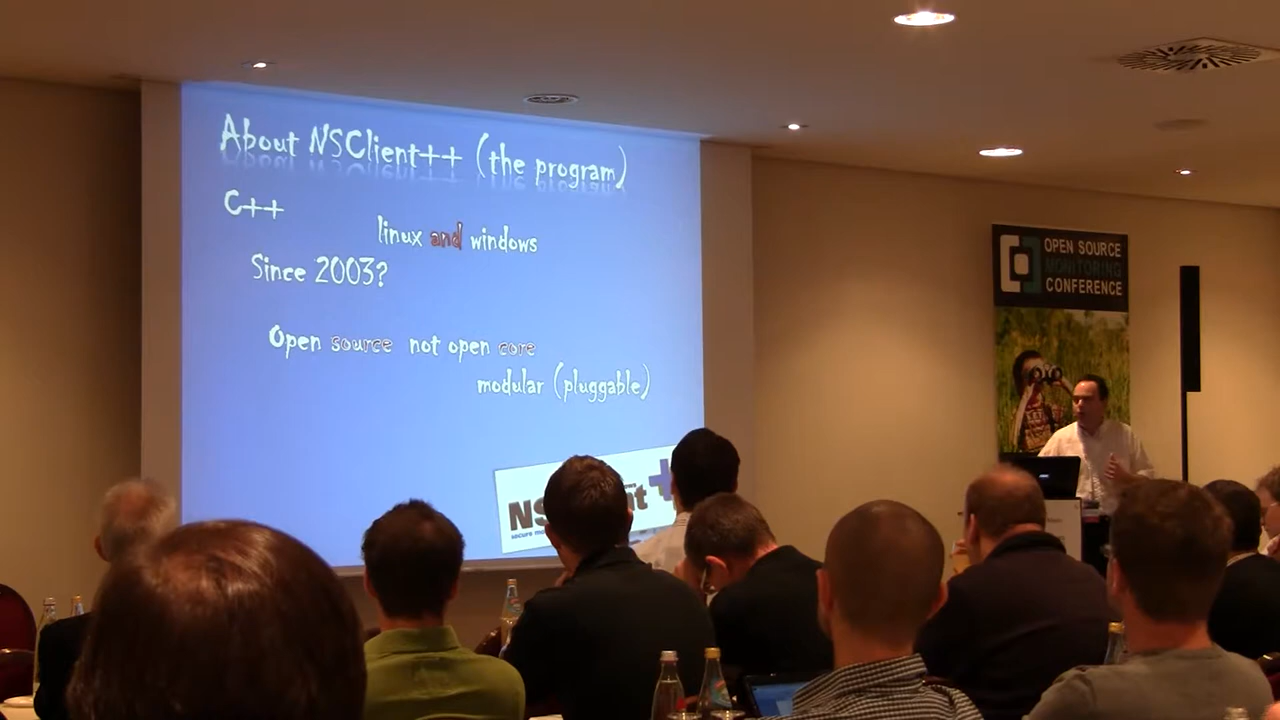 About NSClient++ (the program)
C++
linux and windows
Since 2003?
Open source not open core
modular (pluggable)
OPEN SOURCE
MONITORING
CONFERENCE